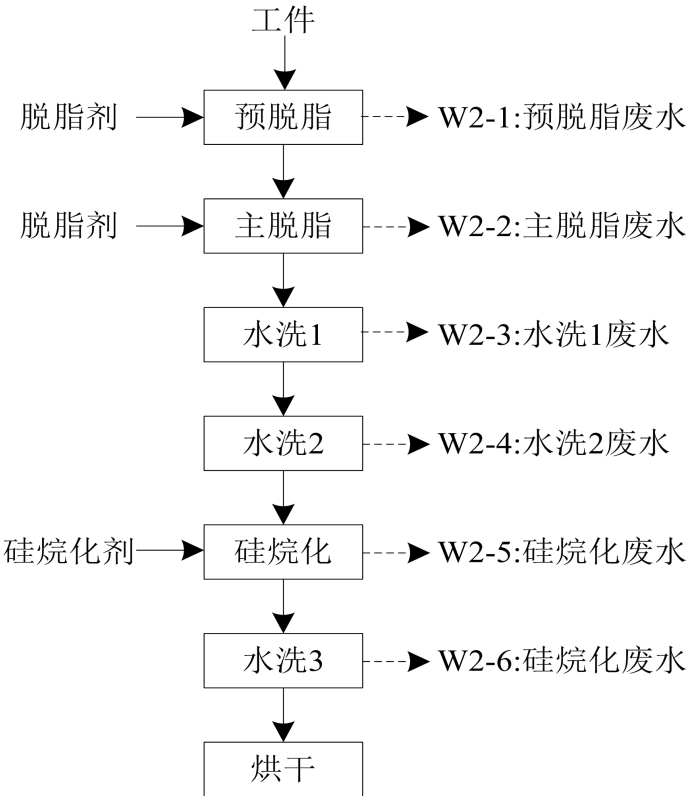 工件
脱脂剂 预脱脂 W2-1:预脱脂废水
脱脂剂 主脱脂 W2-2:主脱脂废水
水洗1 W2-3:水洗1废水
水洗2 W2-4:水洗2废水
硅烷化剂 硅烷化 W2-5:硅烷化废水
水洗3 W2-6:硅烷化废水
烘干